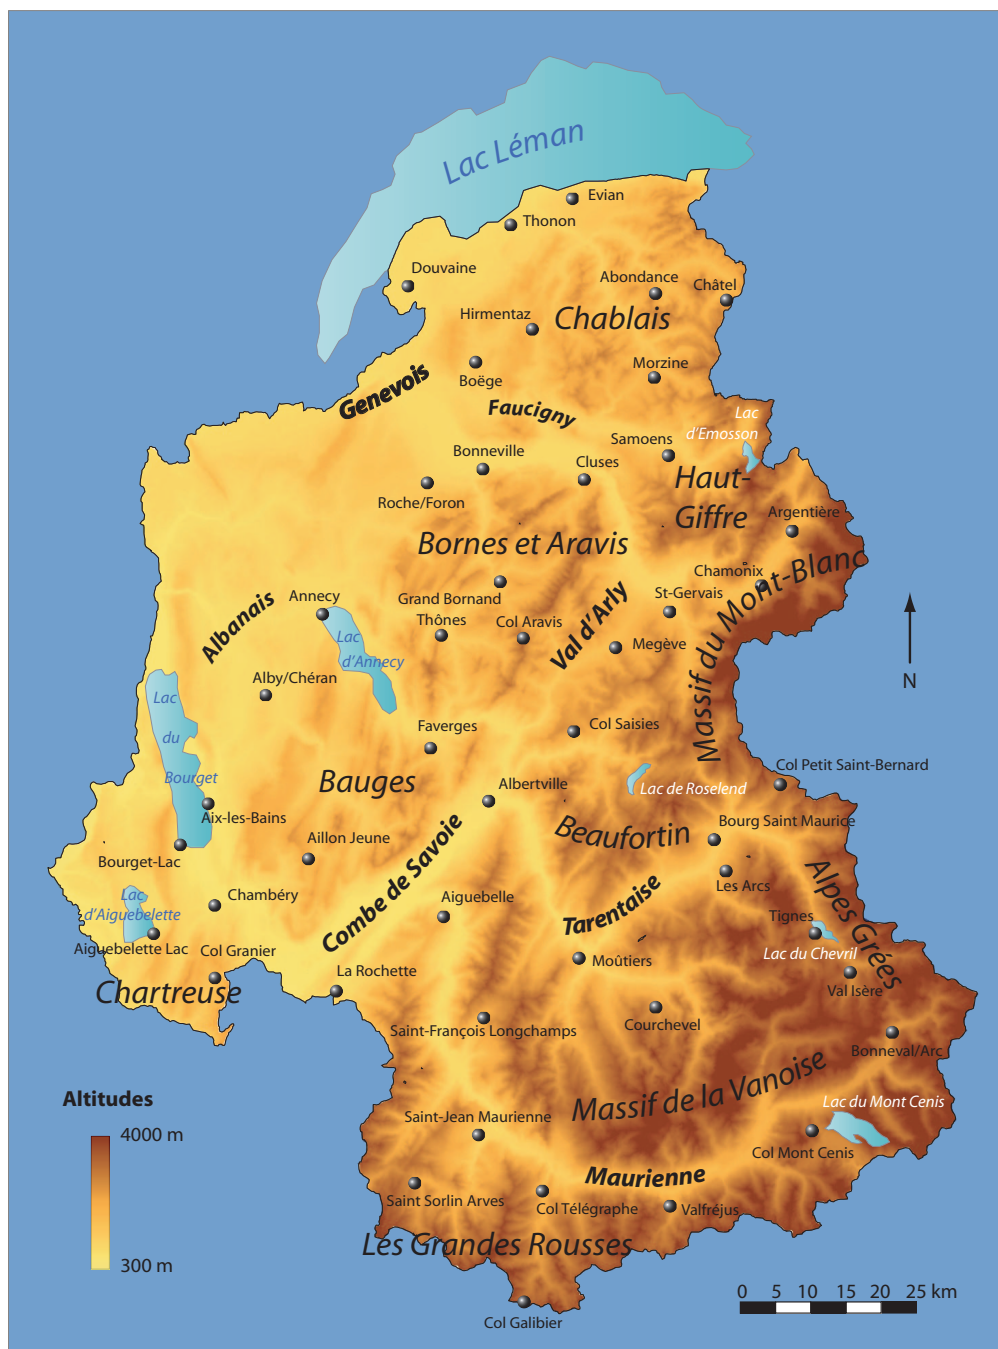 Lac Léman
Evian
Thonon
Douvaine
Abondance
Châtel
Hirmentaz
Chablais
Morzine
Boëge
Genevois
Faucigny
Lac
d'Emosson
Samoens
Bonneville
Cluses
Haut-
Giffre
Roche/Foron
Argentière
Bornes et Aravis
Chamonix
Massif du Mont-Blanc
St-Gervais
Grand Bornand
Annecy
Albanais
Thônes
Col Aravis
Val d'Arly
Megève
Lac
d'Annecy
N
Alby/Chéran
Lac
du
Bourget
Faverges
Col Saisies
Col Petit Saint-Bernard
Bauges
Albertville
Lac de Roselend
Aix-les-Bains
Bourg Saint Maurice
Beaufortin
Aillon Jeune
Combe de Savoie
Bourget-Lac
Les Arcs
Alpes Grées
Chambéry
Aiguebelle
Tarentaise
Lac
d'Aiguebelette
Tignes
Aiguebelette Lac
Col Granier
Lac du Chevril
Moûtiers
La Rochette
Val Isère
Chartreuse
Saint-François Longchamps
Courchevel
Bonneval/Arc
Massif de la Vanoise
Lac du Mont Cenis
Altitudes
4000 m
300 m
Saint-Jean Maurienne
Col Mont Cenis
Maurienne
Saint Sorlin Arves
Col Télégraphe
Valfréjus
Les Grandes Rousses
0 5 10 15 20 25 km
Col Galibier